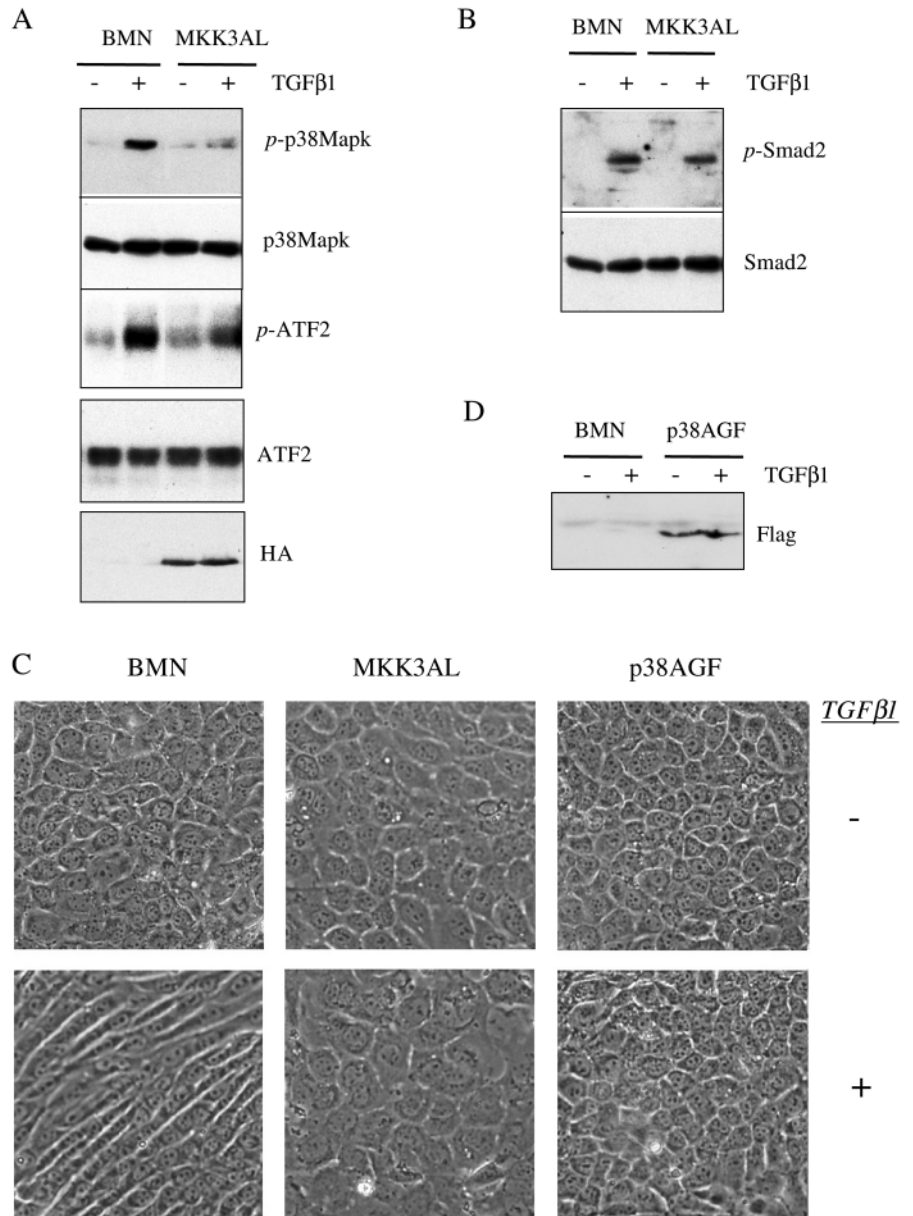 A
BMN MKK3AL
- + - + TGFβ1
p-p38Mapk
p38Mapk
p-ATF2
ATF2
HA
B
BMN MKK3AL
- + - + TGFβ1
p-Smad2
Smad2
D
BMN p38AGF
- + - + TGFβ1
Flag
C
BMN MKK3AL p38AGF
TGFβ1
-
+